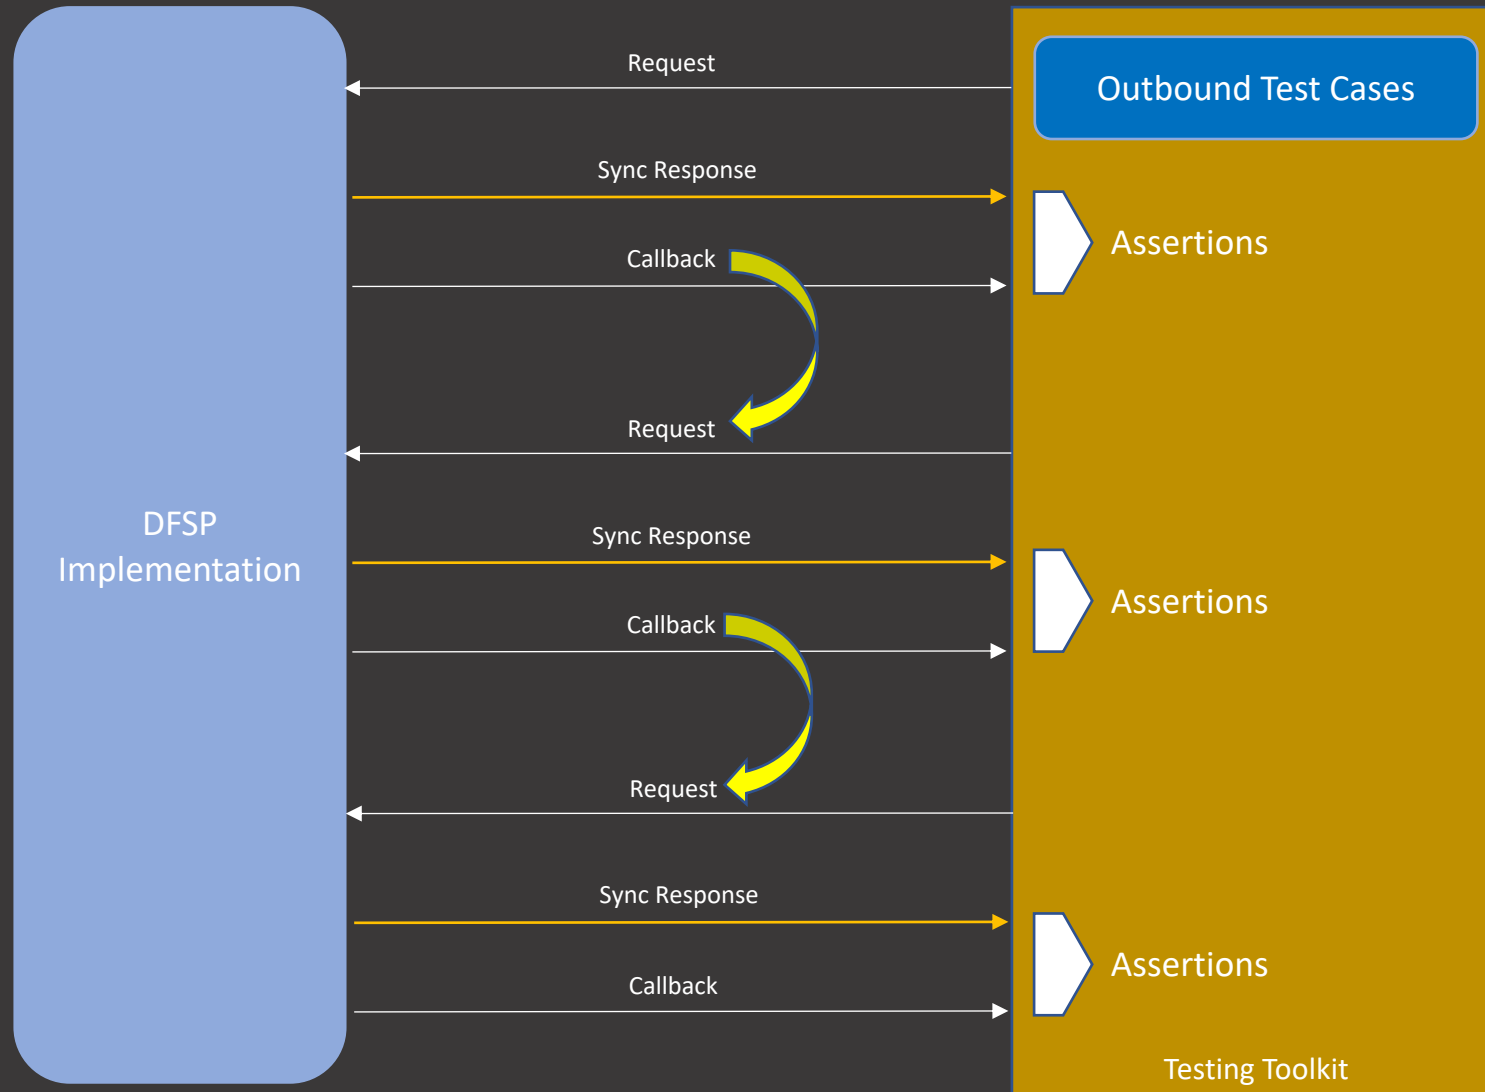 Request
Outbound Test Cases
Sync Response
Assertions
Callback
Request
DFSP
Implementation
Sync Response
Assertions
Callback
Request
Sync Response
Assertions
Callback
Testing Toolkit